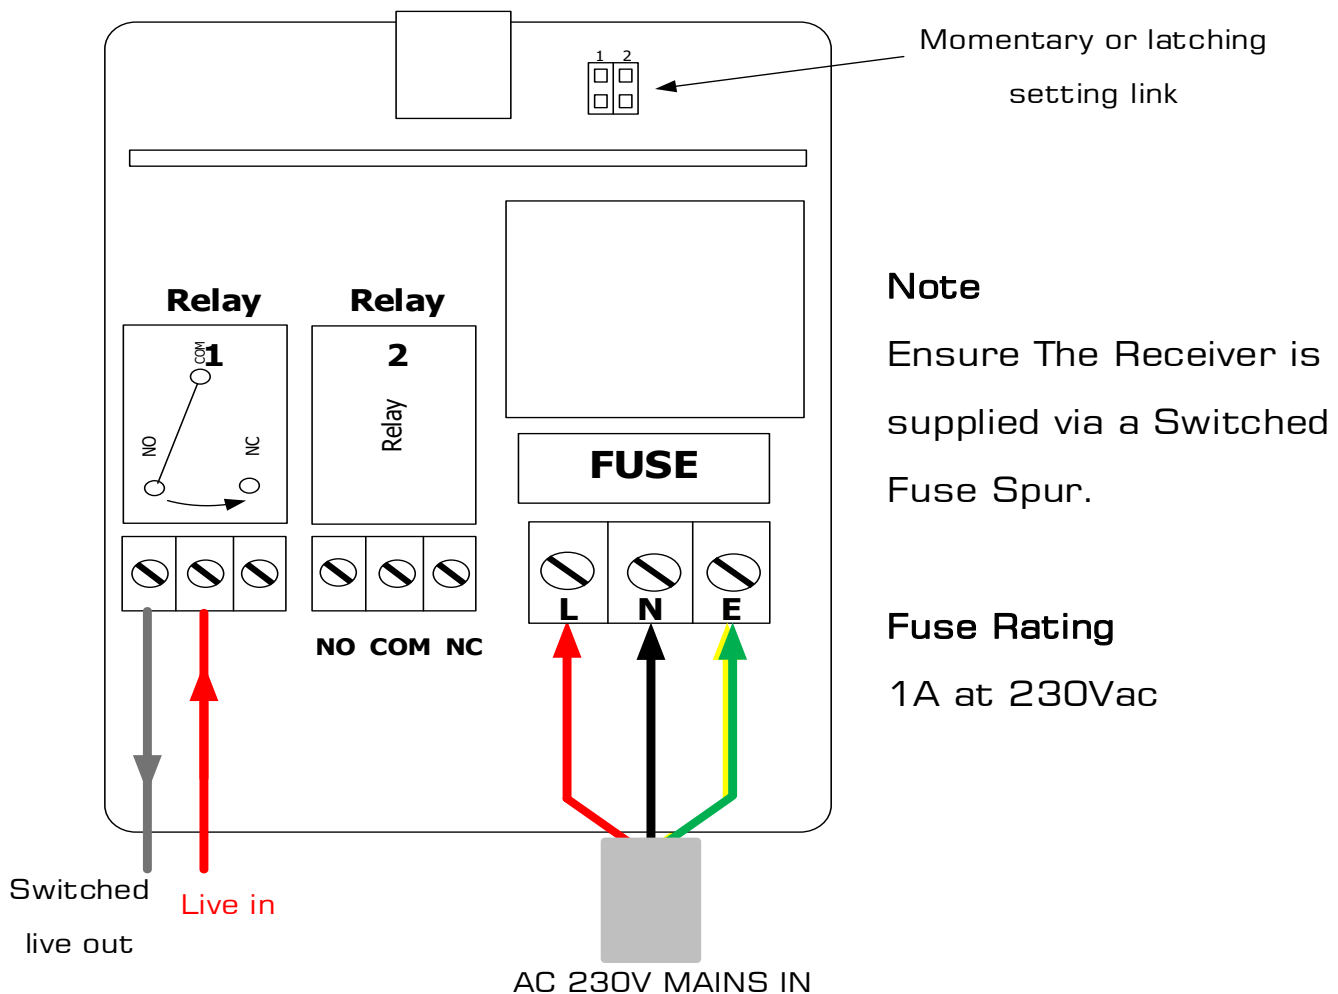 1 2
Momentary or latching
setting link
Relay
1
COM
NO
NC
Relay
2
Relay
FUSE
L N E
NO COM NC
Note
Ensure The Receiver is
supplied via a Switched
Fuse Spur.
Fuse Rating
1A at 230Vac
Switched
live out
Live in
AC 230V MAINS IN